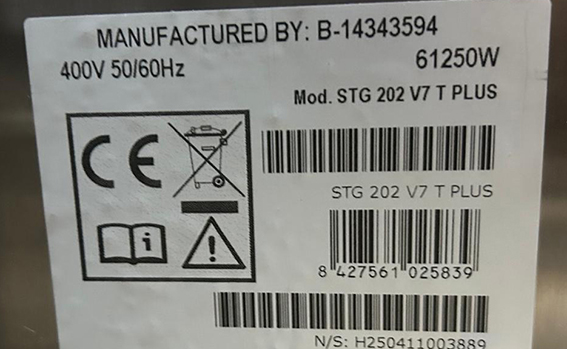 MANUFACTURED BY: B-14343594
400V 50/60Hz
61250W
Mod. STG 202 V7 T PLUS
CE
STG 202 V7 T PLUS
8 427561 025839
N/S: H250411003889